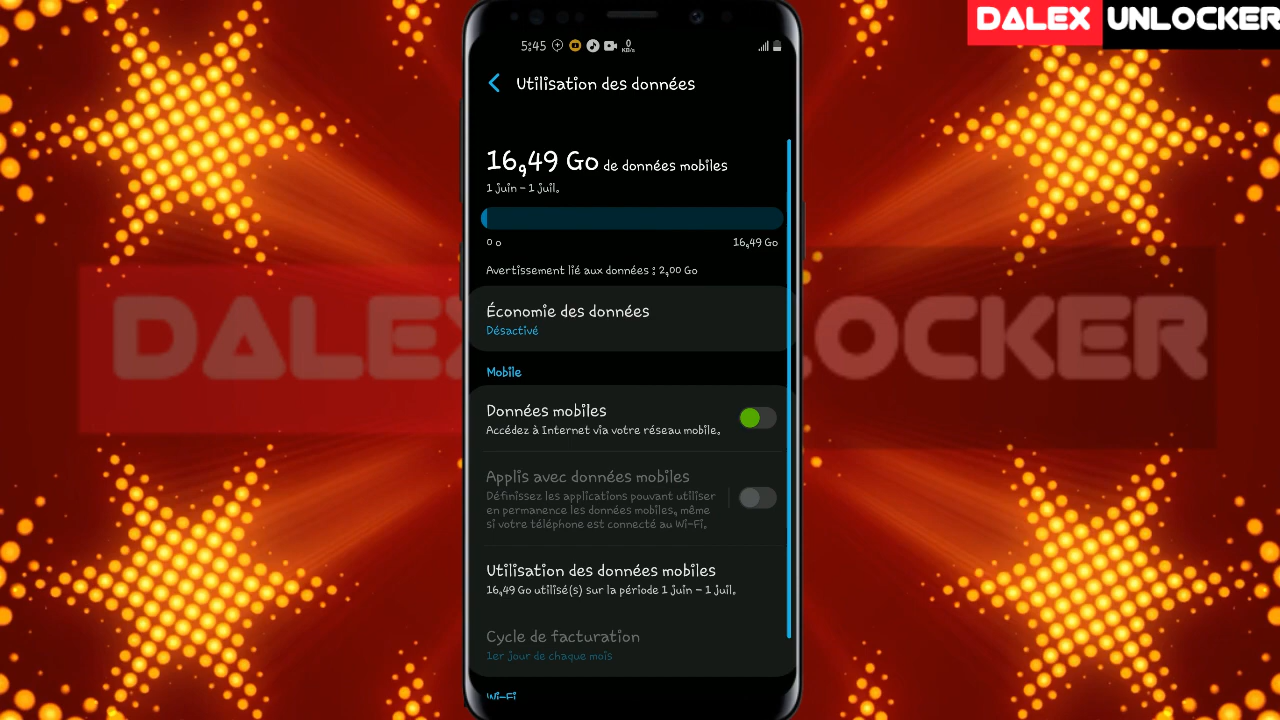 DALEX UNLOCKER
5:45
0
KB/s
Utilisation des données
16,49 Go de données mobiles
1 juin – 1 juil.
0 o
16,49 Go
Avertissement lié aux données : 2,00 Go
Économie des données
Désactivé
DALEX
LOCKER
Mobile
Données mobiles
Accédez à Internet via votre réseau mobile.
Applis avec données mobiles
Définissez les applications pouvant utiliser
en permanence les données mobiles, même
si votre téléphone est connecté au Wi-Fi.
Utilisation des données mobiles
16,49 Go utilisé(s) sur la période 1 juin – 1 juil.
Cycle de facturation
1er jour de chaque mois
Wi-Fi